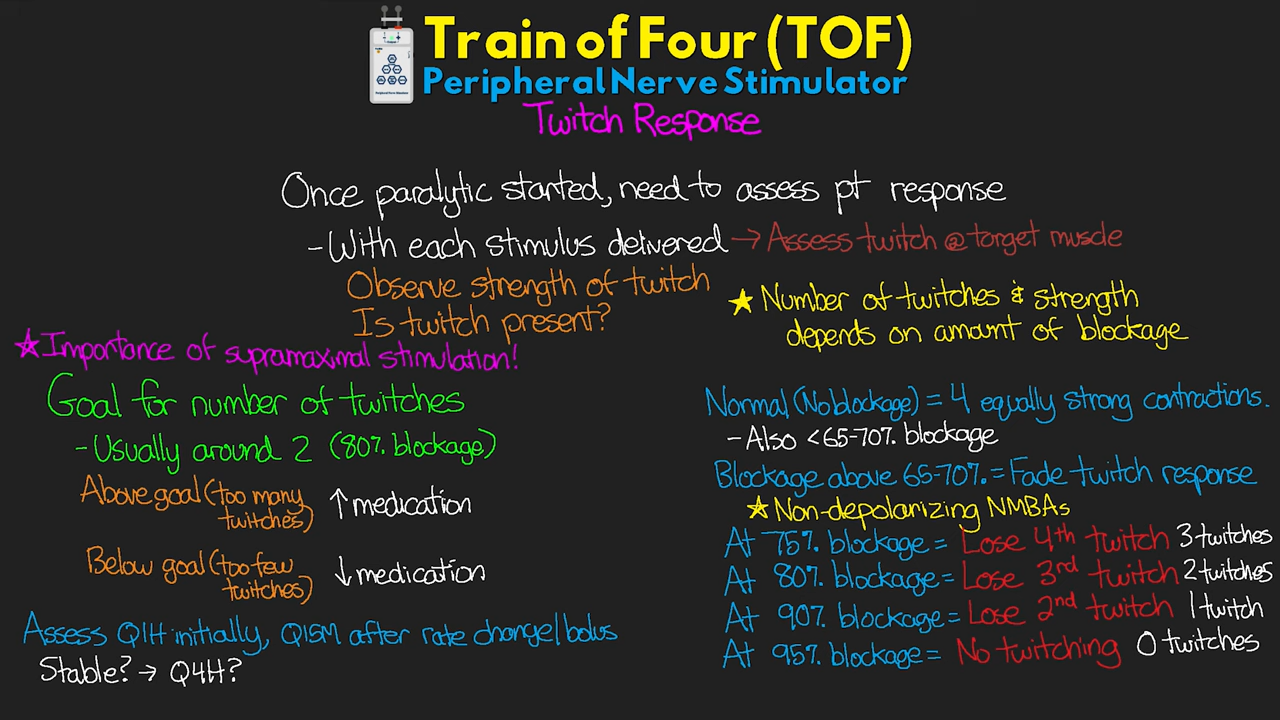 Train of Four (TOF)
Peripheral Nerve Stimulator
Twitch Response
Once paralytic started, need to assess pt response
-With each stimulus delivered → Assess twitch @ target muscle
Observe strength of twitch
Is twitch present?
★ Number of twitches & strength
depends on amount of blockage
★ Importance of supramaximal stimulation!
Goal for number of twitches
-Usually around 2 (80% blockage)
Above goal (too many
twitches)
↑ medication
Below goal (too few
twitches)
↓ medication
Assess Q1H initially, Q15M after rate change/bolus
Stable? → Q4H?
Normal (No blockage) = 4 equally strong contractions.
-Also <65-70% blockage
Blockage above 65-70% = Fade twitch response
★ Non-depolarizing NMBAs
At 75% blockage = Lose 4th twitch 3 twitches
At 80% blockage = Lose 3rd twitch 2 twitches
At 90% blockage = Lose 2nd twitch 1 twitch
At 95% blockage = No twitching 0 twitches